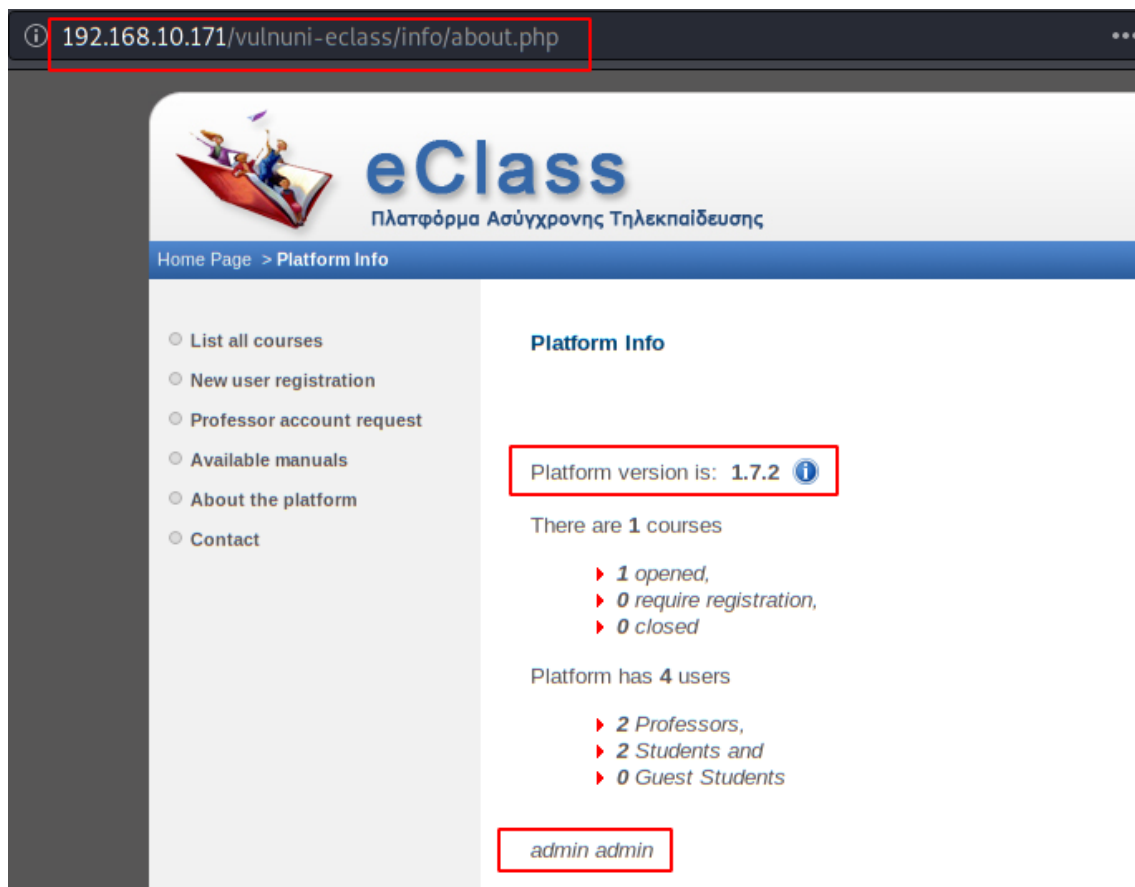 192.168.10.171/vulnuni-eclass/info/about.php
eClass
Πλατφόρμα Ασύγχρονης Τηλεκπαίδευσης
Home Page > Platform Info
List all courses
New user registration
Professor account request
Available manuals
About the platform
Contact
Platform Info
Platform version is: 1.7.2
There are 1 courses
1 opened,
0 require registration,
0 closed
Platform has 4 users
2 Professors,
2 Students and
0 Guest Students
admin admin